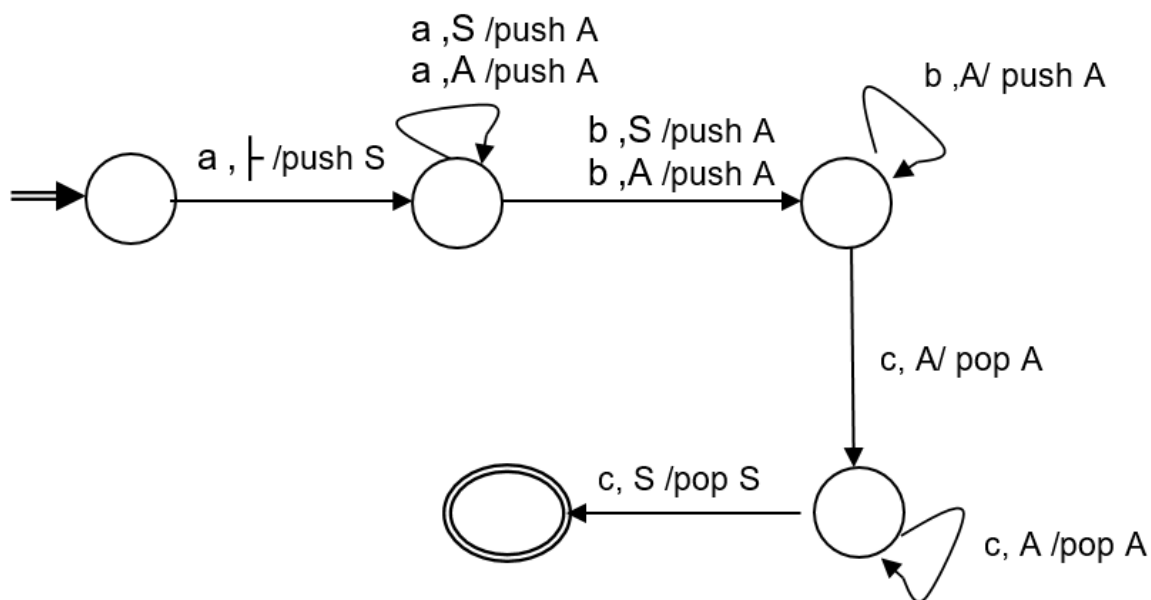 a ,S /push A
a ,A /push A
b ,A/ push A
a , ⊢ /push S
b ,S /push A
b ,A /push A
c, A/ pop A
c, S /pop S
c, A /pop A